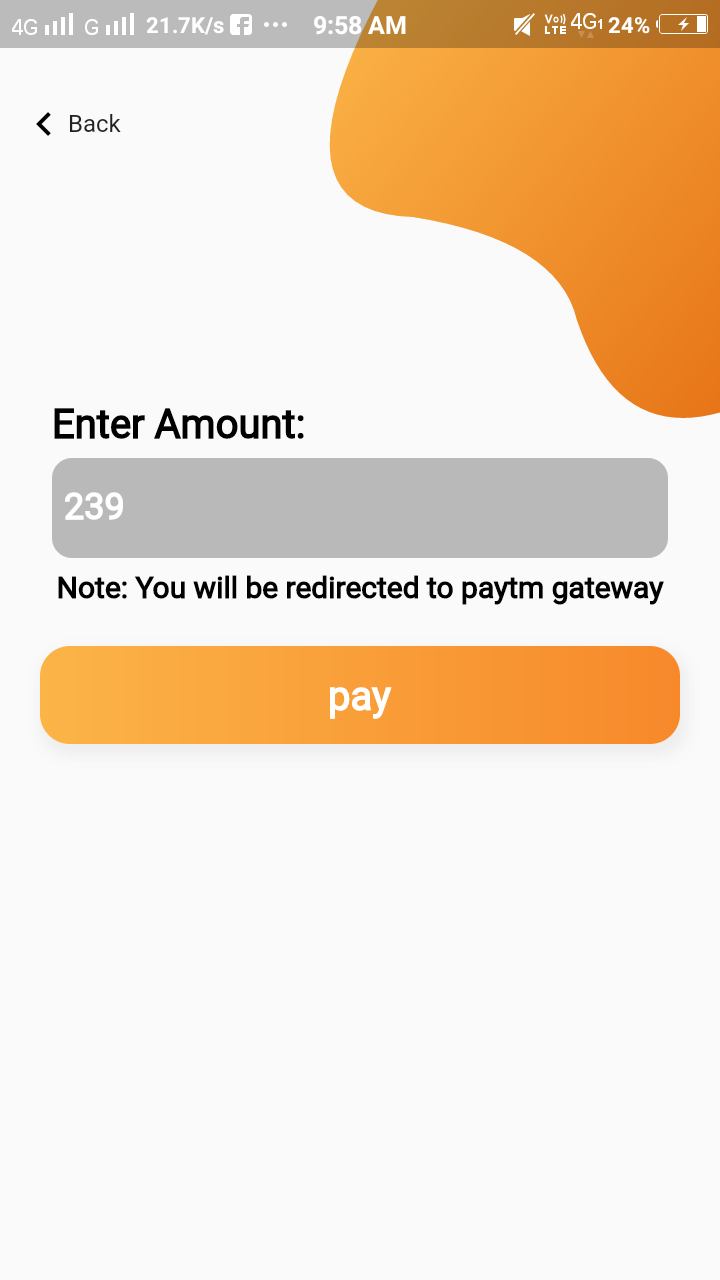 4G G 21.7K/s 9:58 AM Vo) LTE 4G1 24%
Back
Enter Amount:
239
Note: You will be redirected to paytm gateway
pay